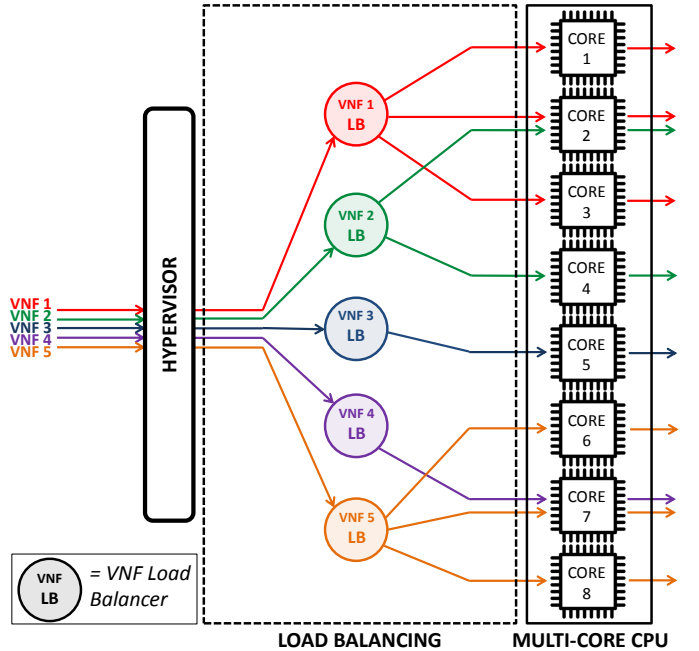 VNF 1
VNF 2
VNF 3
VNF 4
VNF 5
HYPERVISOR
VNF 1
LB
VNF 2
LB
VNF 3
LB
VNF 4
LB
VNF 5
LB
CORE
1
CORE
2
CORE
3
CORE
4
CORE
5
CORE
6
CORE
7
CORE
8
VNF
LB
= VNF Load
Balancer
LOAD BALANCING
MULTI-CORE CPU